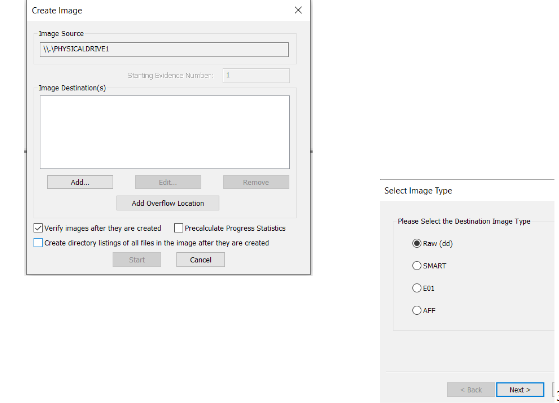 Create Image
Image Source
\\.\PHYSICALDRIVE1
Starting Evidence Number: 1
Image Destination(s)
Add... Edit... Remove
Add Overflow Location
Verify images after they are created Precalculate Progress Statistics
Create directory listings of all files in the image after they are created
Start Cancel
Select Image Type
Please Select the Destination Image Type
Raw (dd)
SMART
E01
AFF
< Back Next >